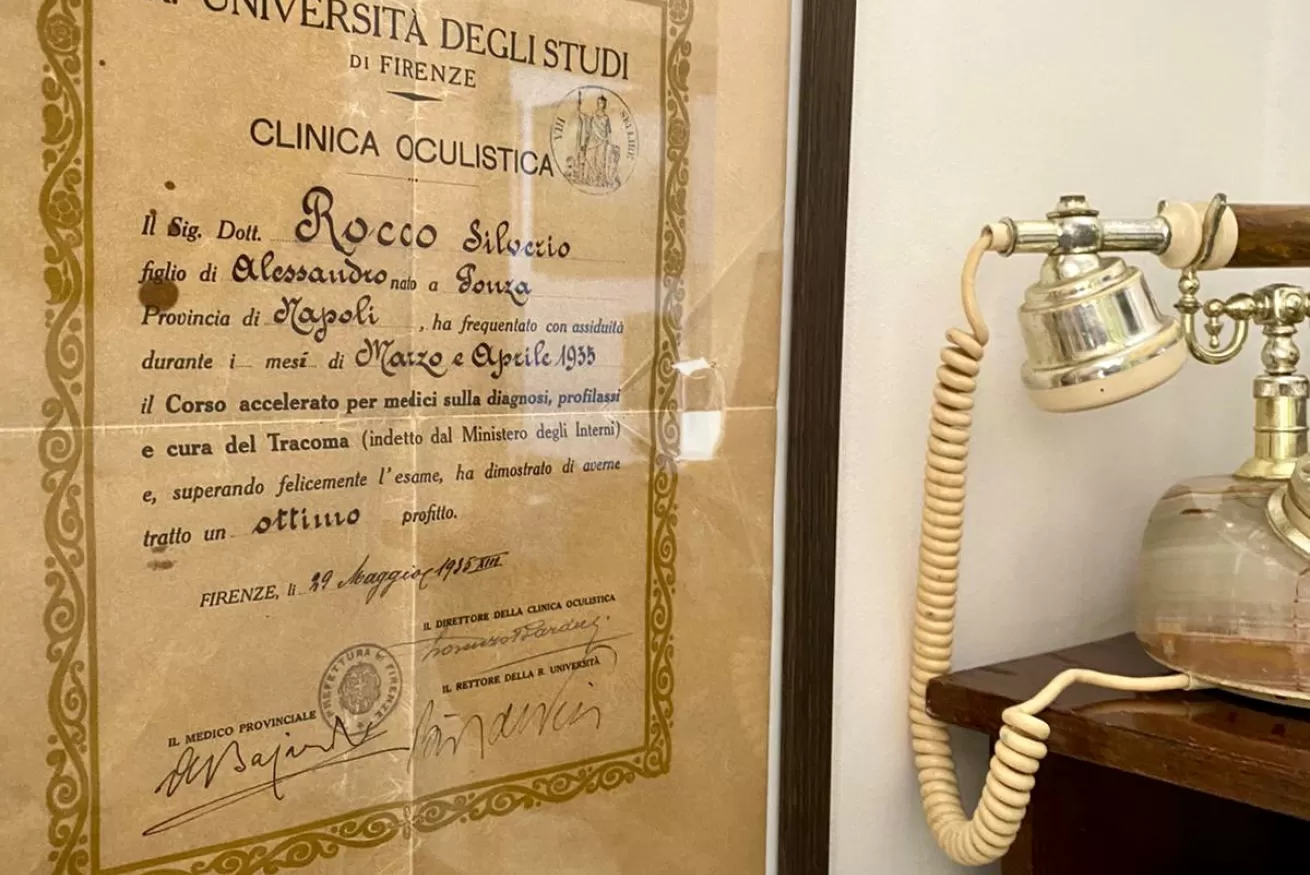 R. UNIVERSITÀ DEGLI STUDI
DI FIRENZE
CLINICA OCULISTICA
Il Sig. Dott. Rocco Silverio
figlio di Alessandro nato a Ponza
Provincia di Napoli, ha frequentato con assiduità
durante i mesi di Marzo e Aprile 1935
il Corso accelerato per medici sulla diagnosi, profilassi
e cura del Tracoma (indetto dal Ministero degli Interni)
e, superando felicemente l'esame, ha dimostrato di averne
tratto un ottimo profitto.
FIRENZE, li 29 Maggio 1935 XIII
IL DIRETTORE DELLA CLINICA OCULISTICA
IL RETTORE DELLA R. UNIVERSITÀ
PREFETTURA FIRENZE
IL MEDICO PROVINCIALE